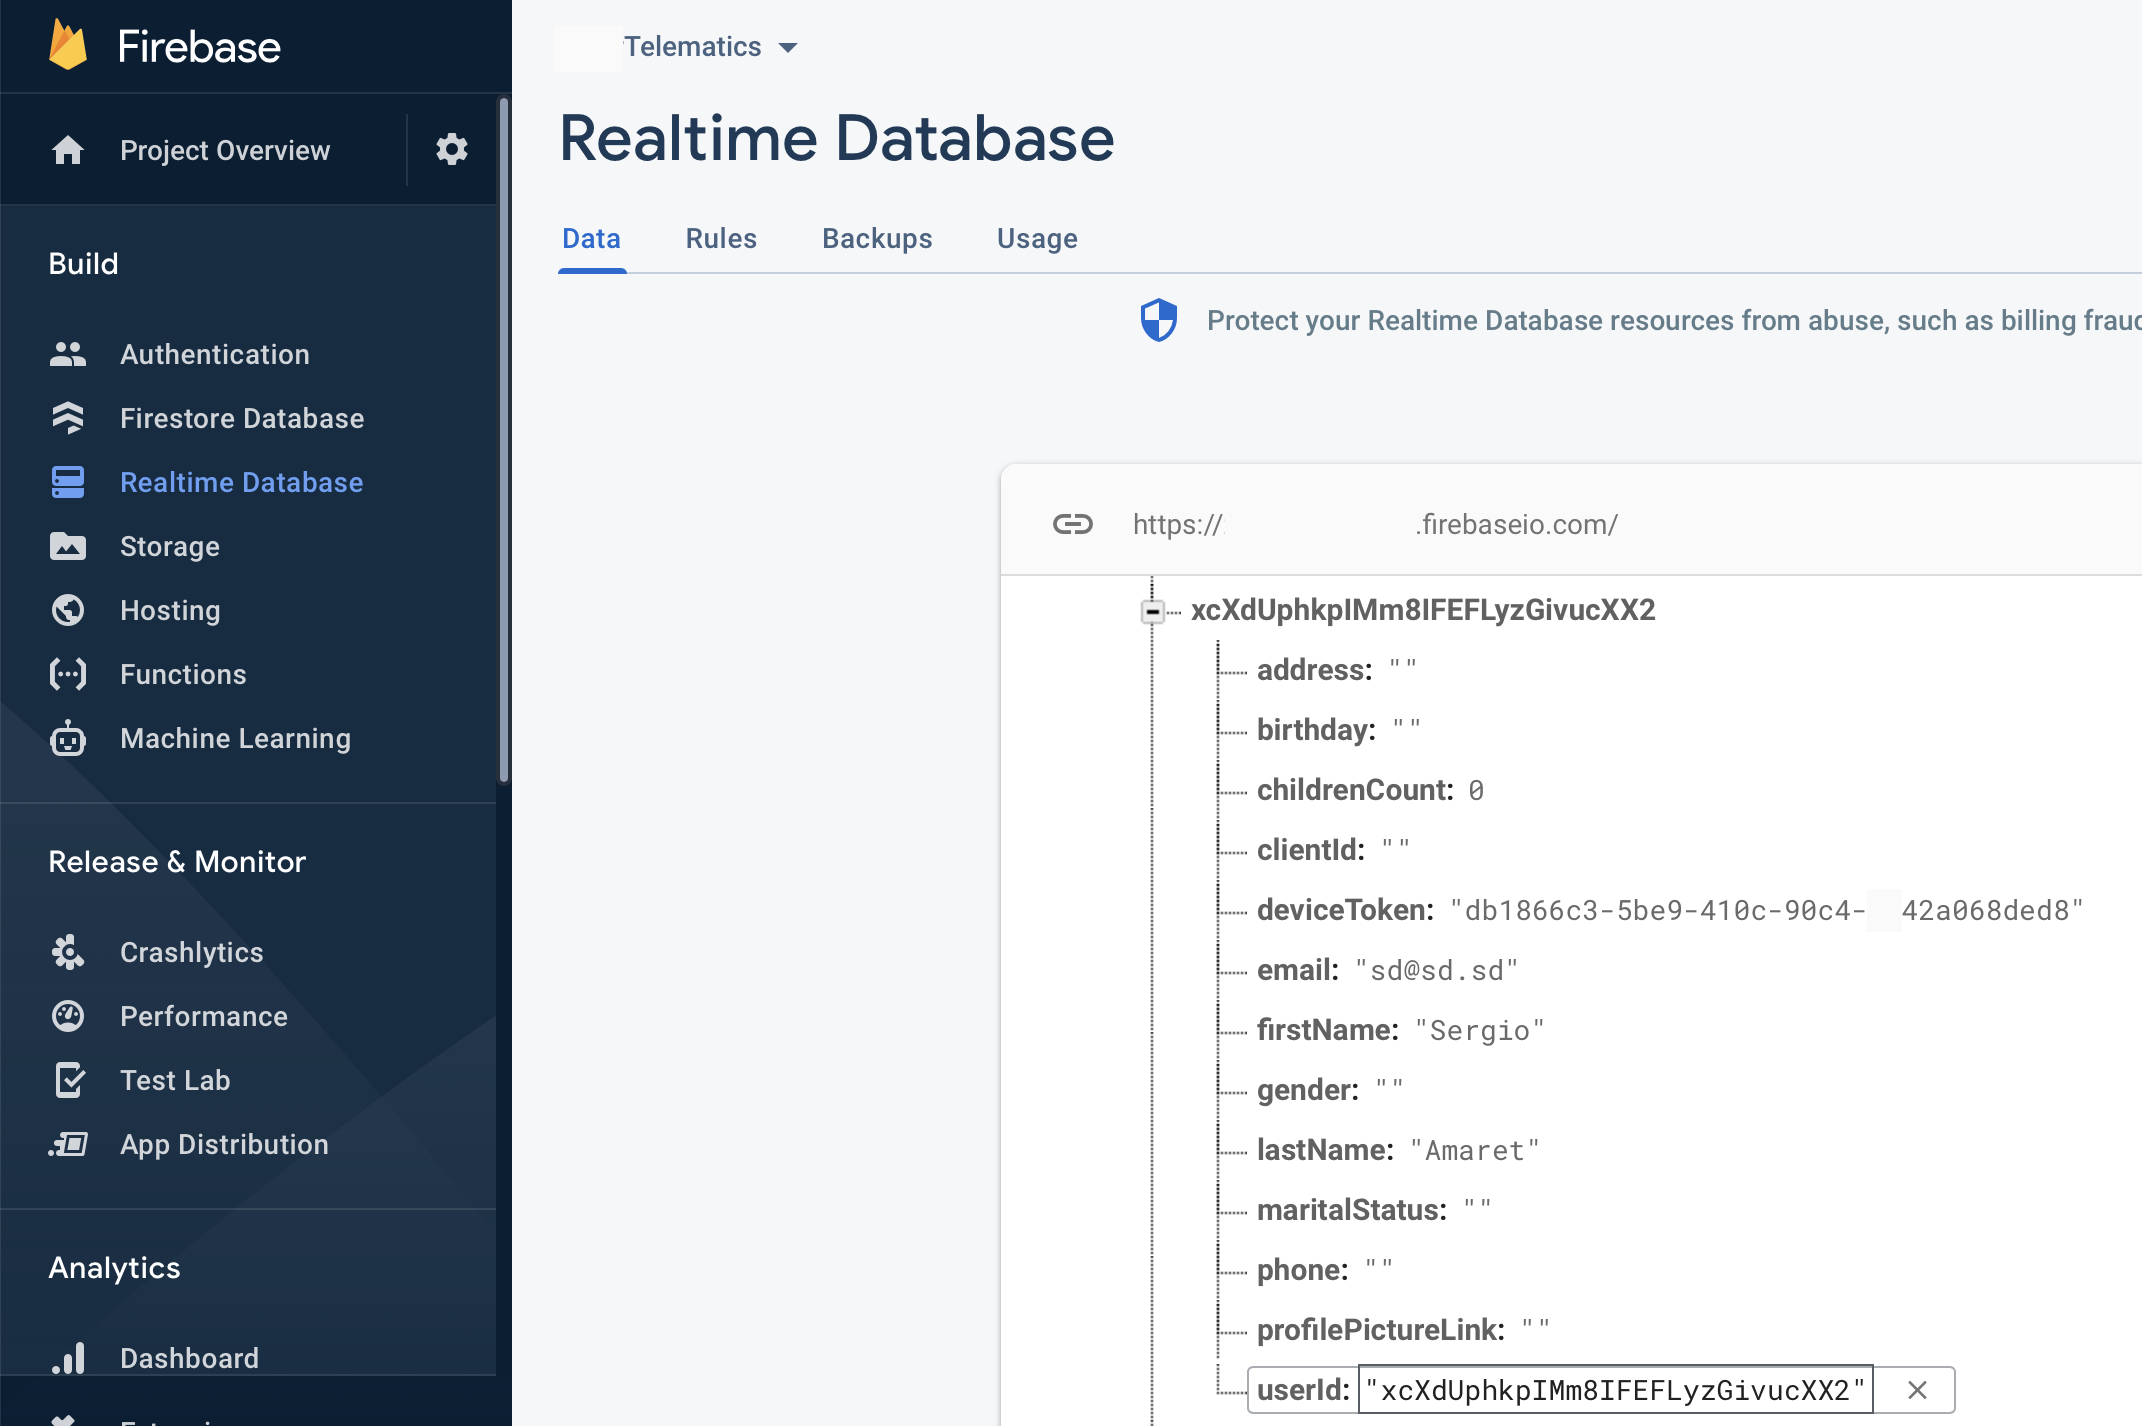 Firebase
Project Overview
Build
Authentication
Firestore Database
Realtime Database
Storage
Hosting
Functions
Machine Learning
Release & Monitor
Crashlytics
Performance
Test Lab
App Distribution
Analytics
Dashboard
Telematics
Realtime Database
Data Rules Backups Usage
Protect your Realtime Database resources from abuse, such as billing
https:// .firebaseio.com/
xcXdUphkpIMm8IFEFLyzGivucXX2
address: ""
birthday: ""
childrenCount: 0
clientId: ""
deviceToken: "db1866c3-5be9-410c-90c4- 42a068ded8"
email: "sd@sd.sd"
firstName: "Sergio"
gender: ""
lastName: "Amaret"
maritalStatus: ""
phone: ""
profilePictureLink: ""
userId: "xcXdUphkpIMm8IFEFLyzGivucXX2"